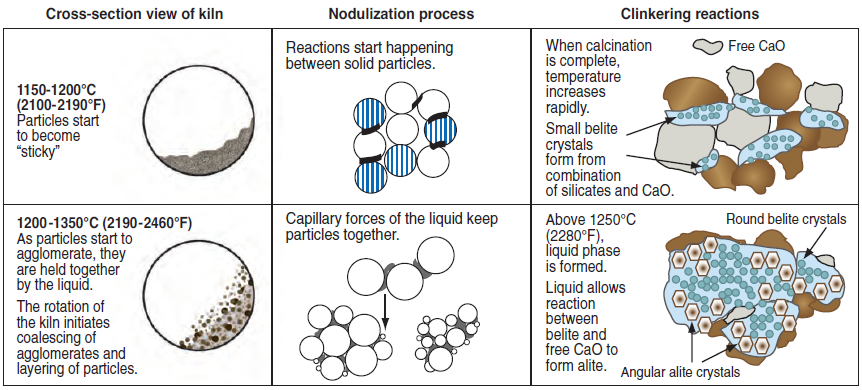 Cross-section view of kiln
Nodulization process
Clinkering reactions
1150-1200°C
(2100-2190°F)
Particles start
to become
“sticky”
Reactions start happening
between solid particles.
When calcination
is complete,
temperature
increases
rapidly.
Small belite
crystals
form from
combination
of silicates and CaO.
Free CaO
1200-1350°C (2190-2460°F)
As particles start to
agglomerate, they
are held together
by the liquid.
The rotation of
the kiln initiates
coalescing of
agglomerates and
layering of particles.
Capillary forces of the liquid keep
particles together.
Above 1250°C
(2280°F),
liquid phase
is formed.
Liquid allows
reaction
between
belite and
free CaO to
form alite.
Round belite crystals
Angular alite crystals